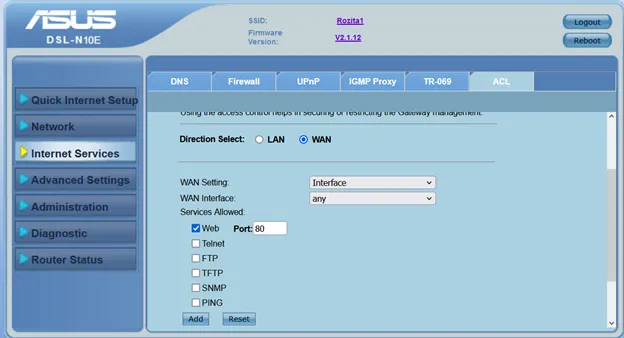 ASUS
DSL-N10E
SSID: Rozita1
Firmware Version: V2.1.12
Logout
Reboot
DNS Firewall UPnP IGMP Proxy TR-069 ACL
Quick Internet Setup
Network
Internet Services
Advanced Settings
Administration
Diagnostic
Router Status
Using the access control helps in securing or restricting the Gateway management.
Direction Select: LAN WAN
WAN Setting: Interface
WAN Interface: any
Services Allowed:
Web Port: 80
Telnet
FTP
TFTP
SNMP
PING
Add Reset